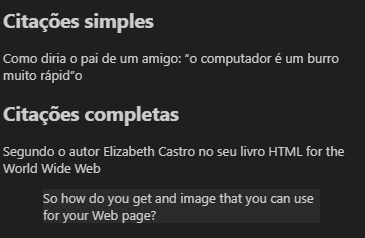 Citações simples
Como diria o pai de um amigo: “o computador é um burro
muito rápid”o
Citações completas
Segundo o autor Elizabeth Castro no seu livro HTML for the
World Wide Web
So how do you get and image that you can use
for your Web page?